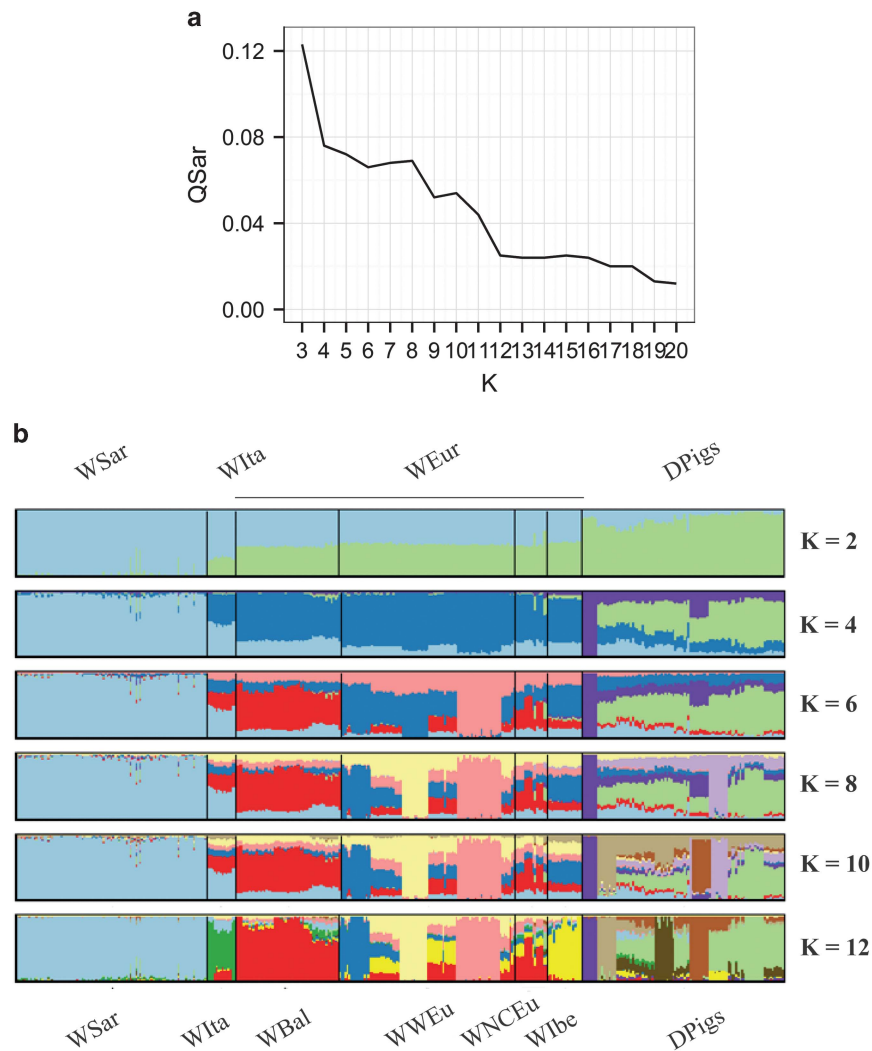 a
0.12
0.08
0.04
0.00
QSar
3 4 5 6 7 8 9 10 11 12 13 14 15 16 17 18 19 20
K
b
WSar WIta WEur DPigs
K = 2
K = 4
K = 6
K = 8
K = 10
K = 12
WSar WIta WBal WWEu WNCEu WIbe DPigs